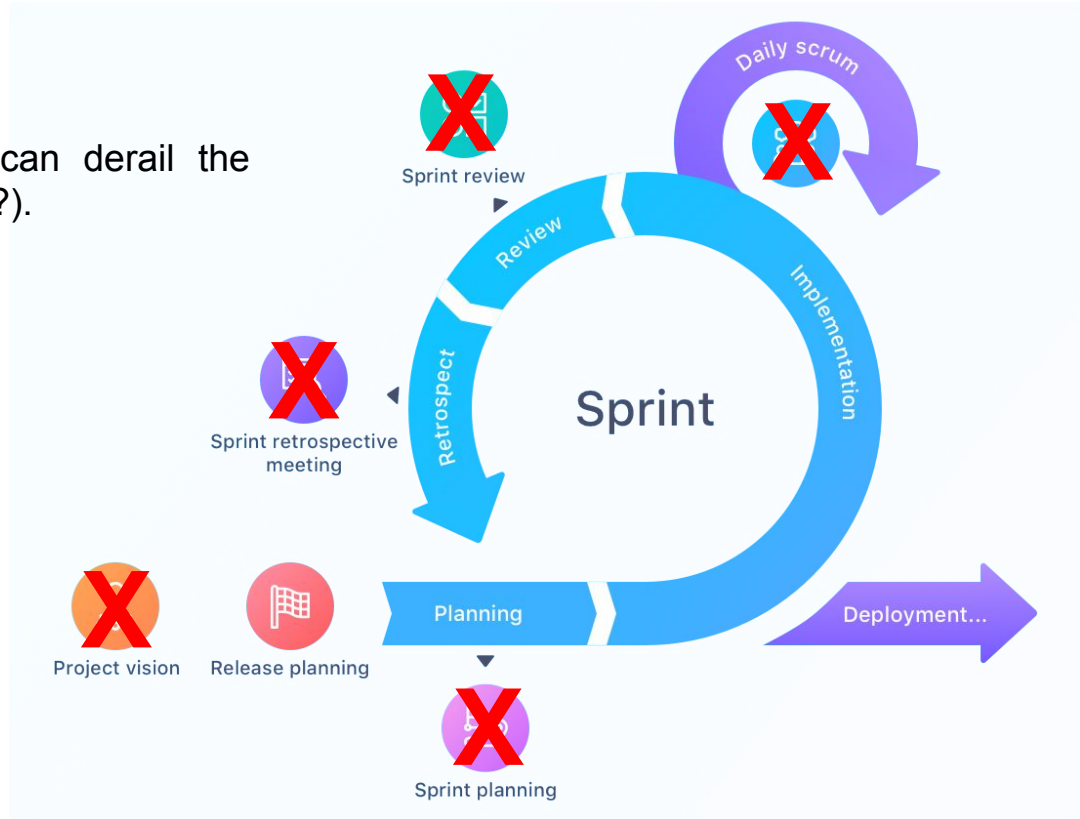 Daily scrum
can derail the
?).
Sprint review
Review
Implementation
Retrospect
Sprint
Sprint retrospective
meeting
Planning
Deployment...
Project vision
Release planning
Sprint planning
X
X
X
X
X